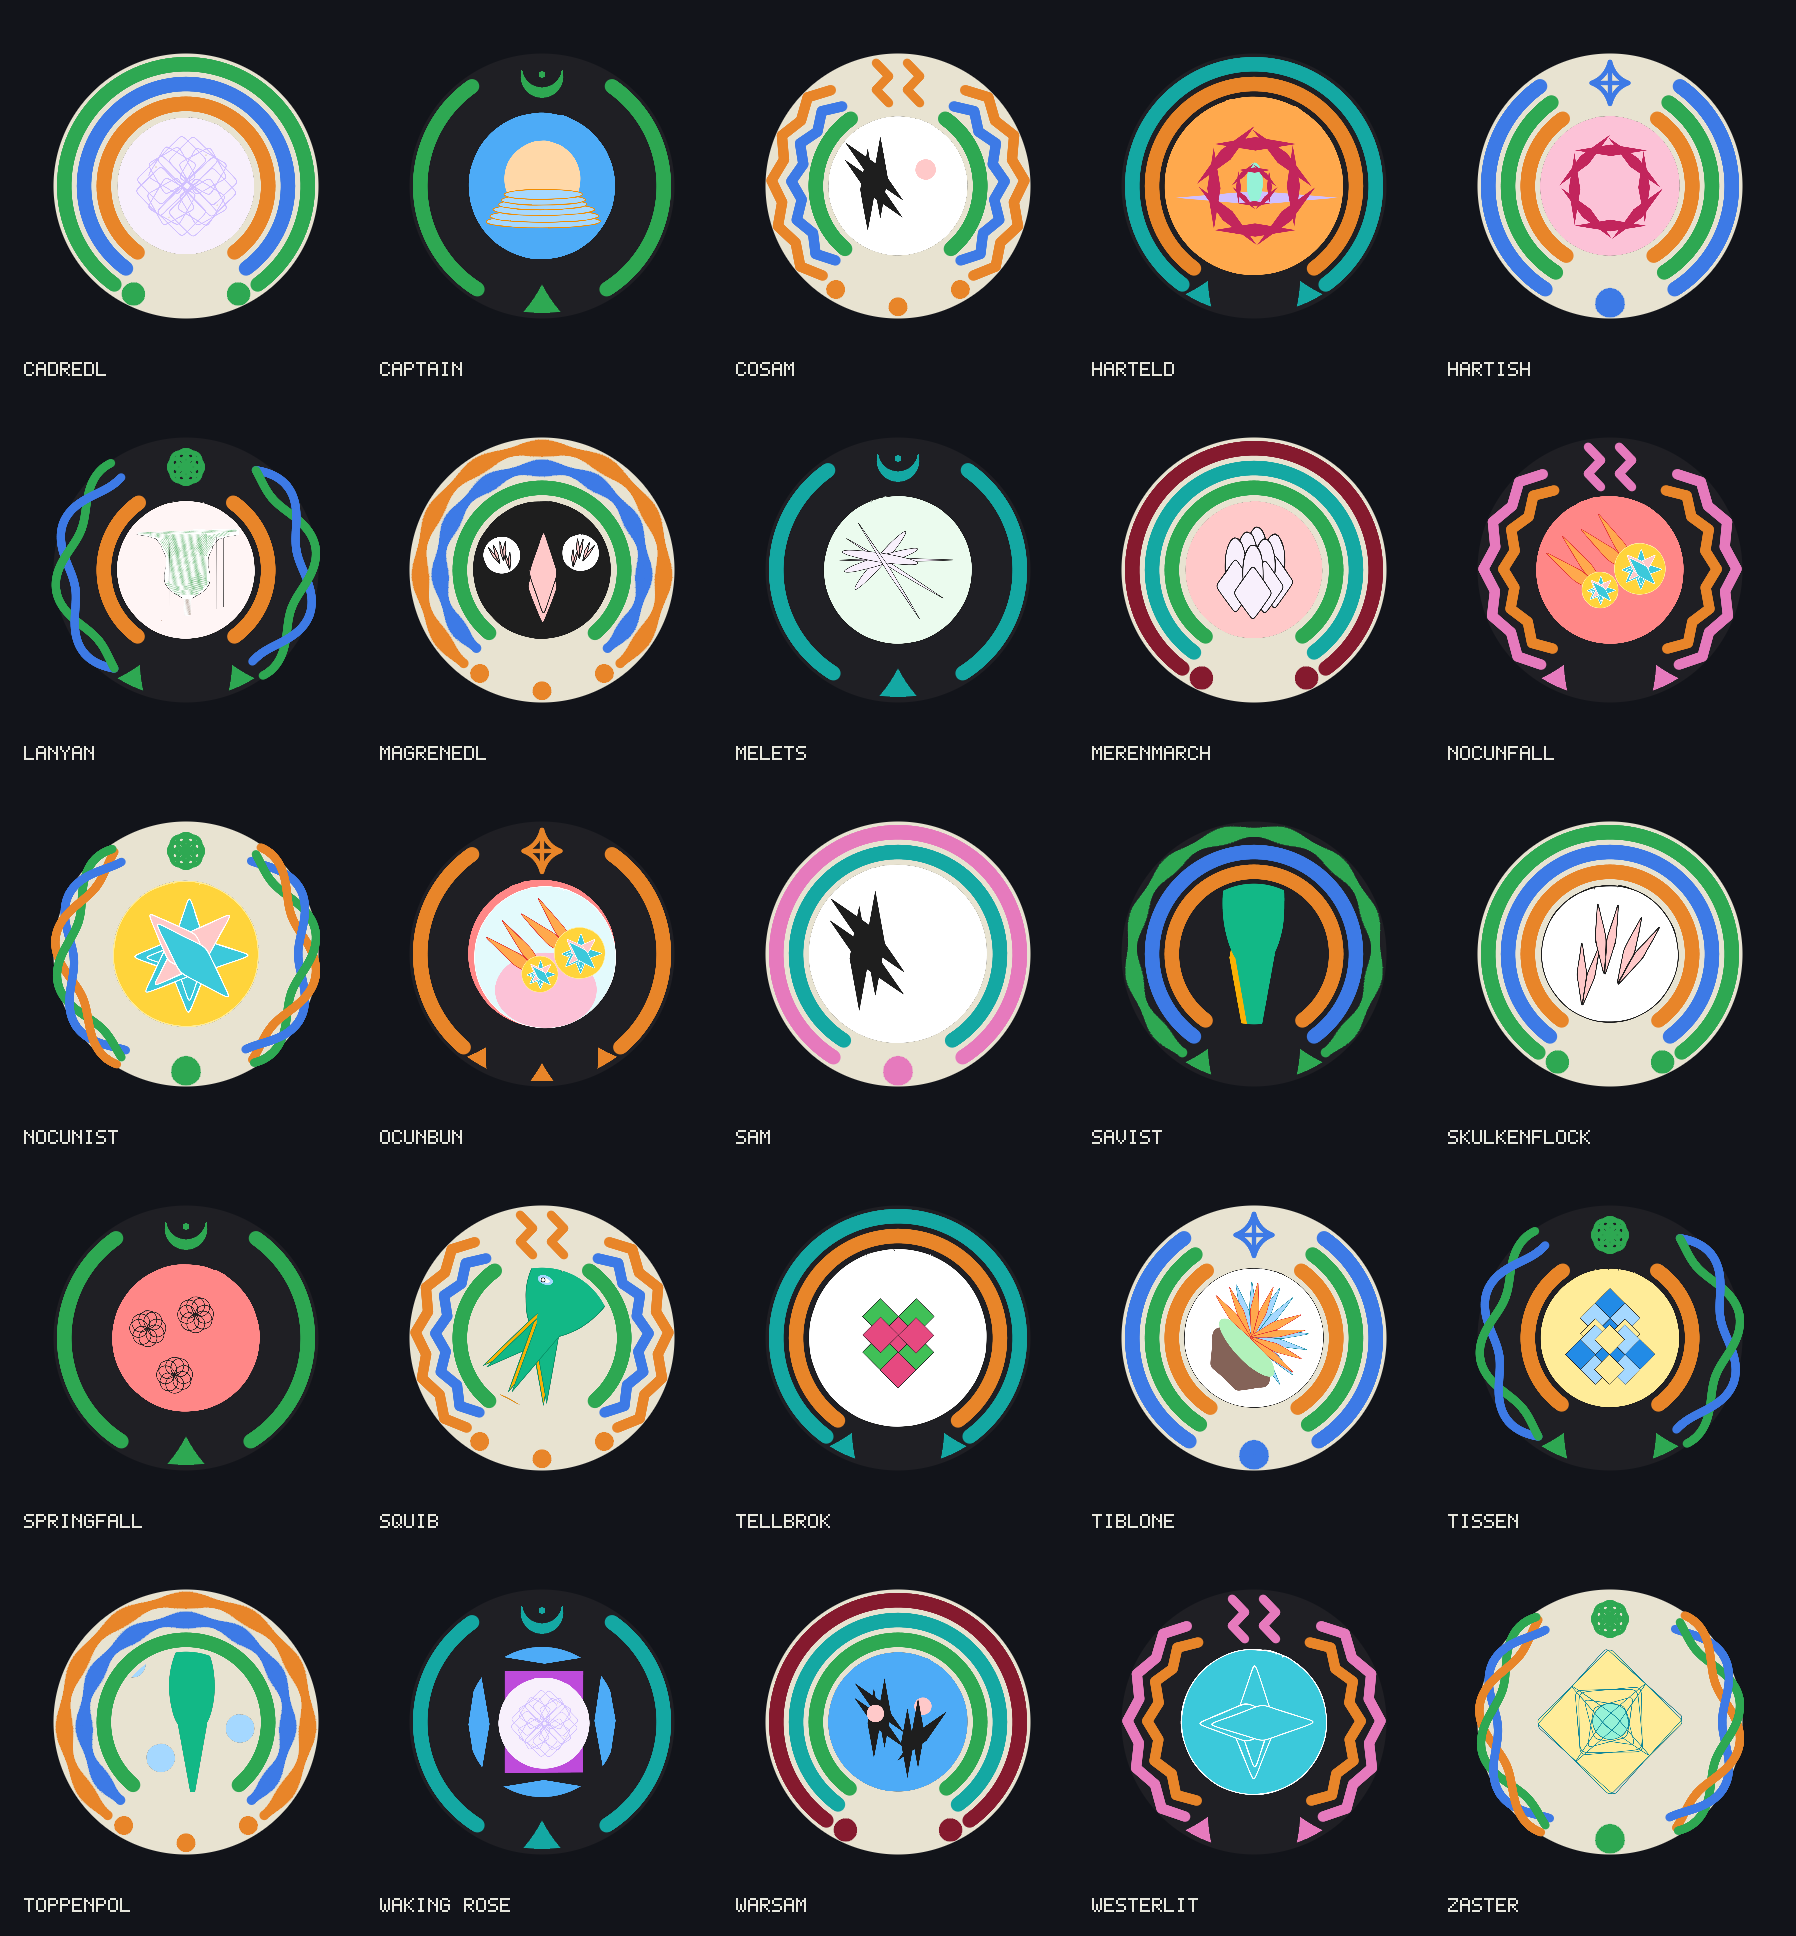 CADREDL
CAPTAIN
COSAM
HARTELD
HARTISH
LANYAN
MAGRENEDL
MELETS
MERENMARCH
NOCUNFALL
NOCUNIST
OCUNBUN
SAM
SAVIST
SKULKENFLOCK
SPRINGFALL
SQUIB
TELLBROK
TIBLONE
TISSEN
TOPPENPOL
WAKING ROSE
WARSAM
WESTERLIT
ZASTER